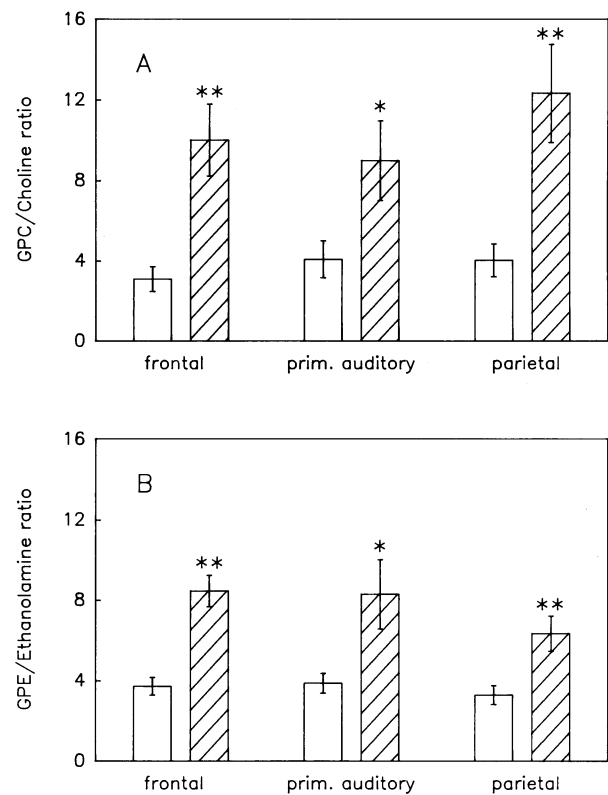 16
A
**
*
**
12
8
4
0
GPC/Choline ratio
frontal prim. auditory parietal
16
B
**
*
**
12
8
4
0
GPE/Ethanolamine ratio
frontal prim. auditory parietal